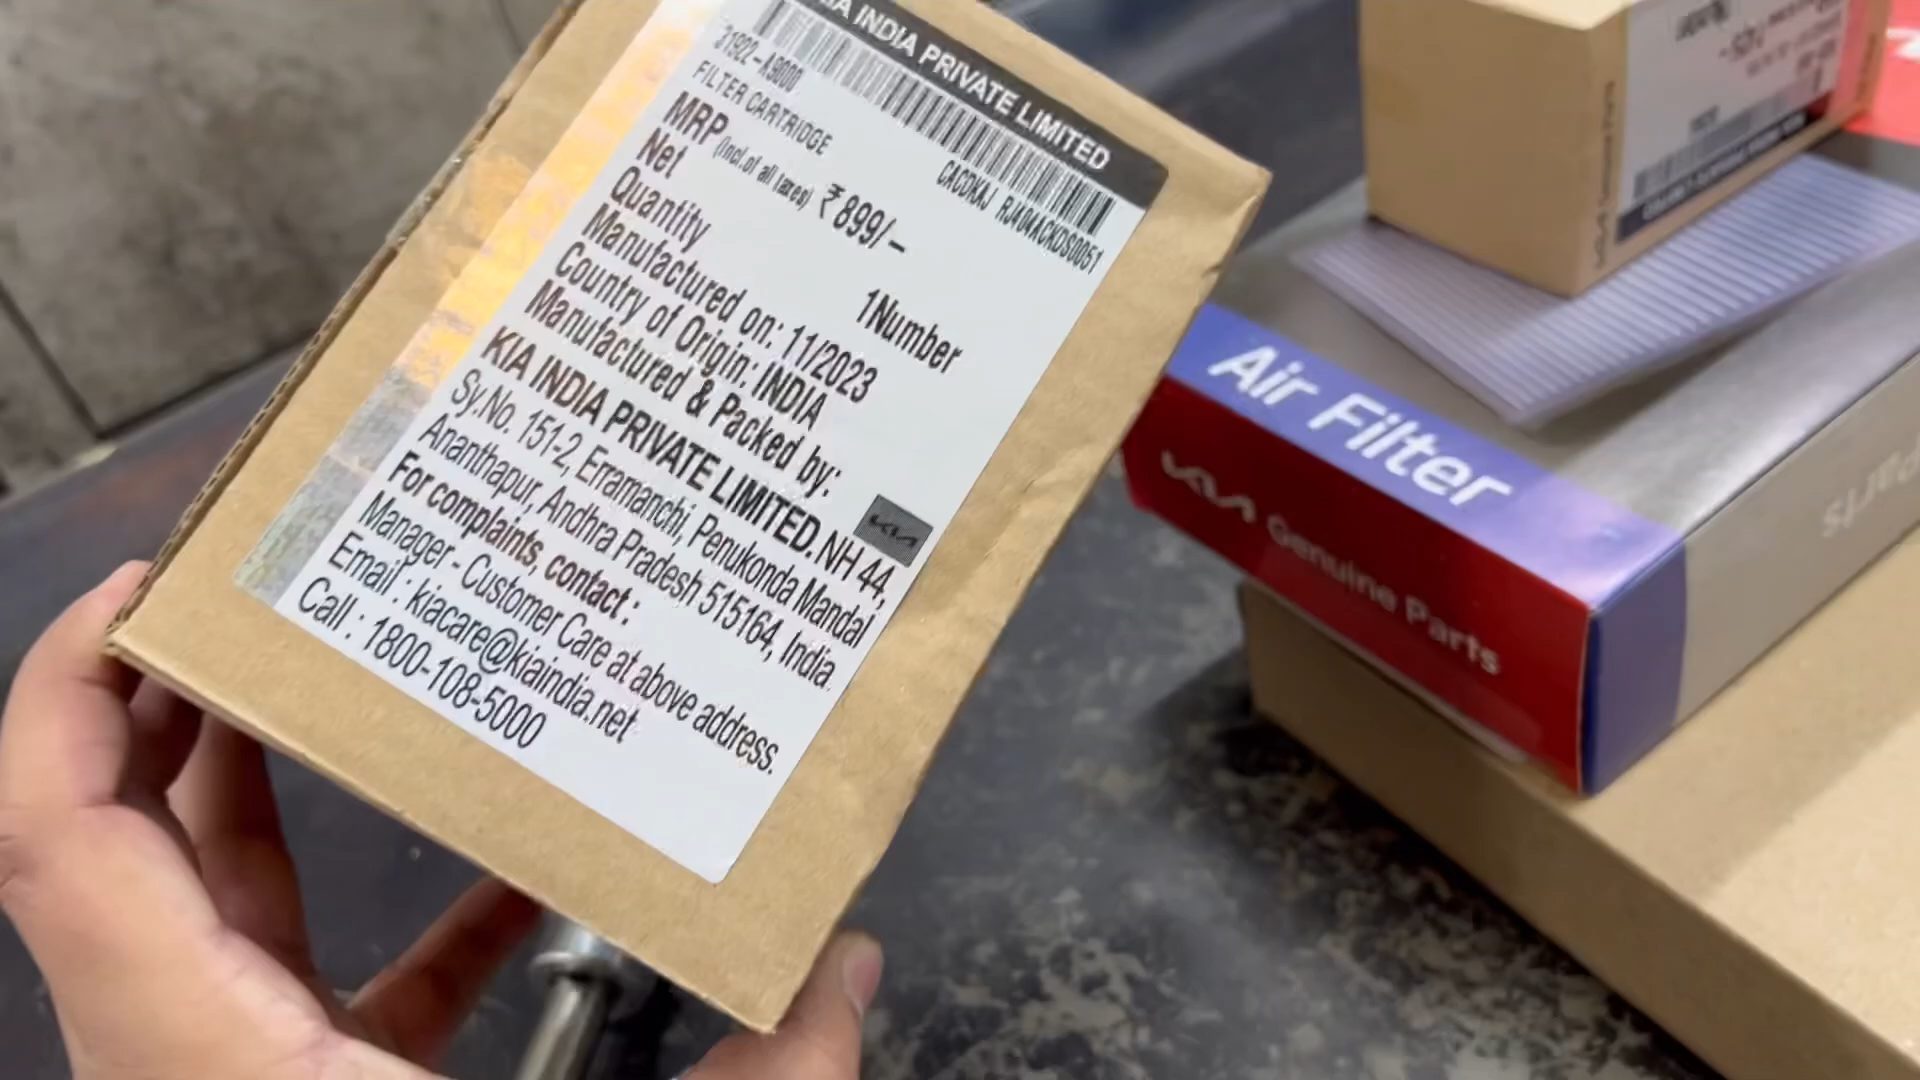 KIA INDIA PRIVATE LIMITED
31922-A9000
CACDKAJ RJ404ACKDS0051
FILTER CARTRIDGE
MRP (Incl.of all taxes) ₹899/-
Net
Quantity 1Number
Manufactured on: 11/2023
Country of Origin: INDIA
Manufactured & Packed by:
KIA INDIA PRIVATE LIMITED. NH 44,
Sy.No. 151-2, Erramanchi, Penukonda Mandal
Ananthapur, Andhra Pradesh 515164, India.
For complaints, contact :
Manager - Customer Care at above address.
Email : kiacare@kiaindia.net
Call : 1800-108-5000
KIA
Air Filter
KIA Genuine Parts